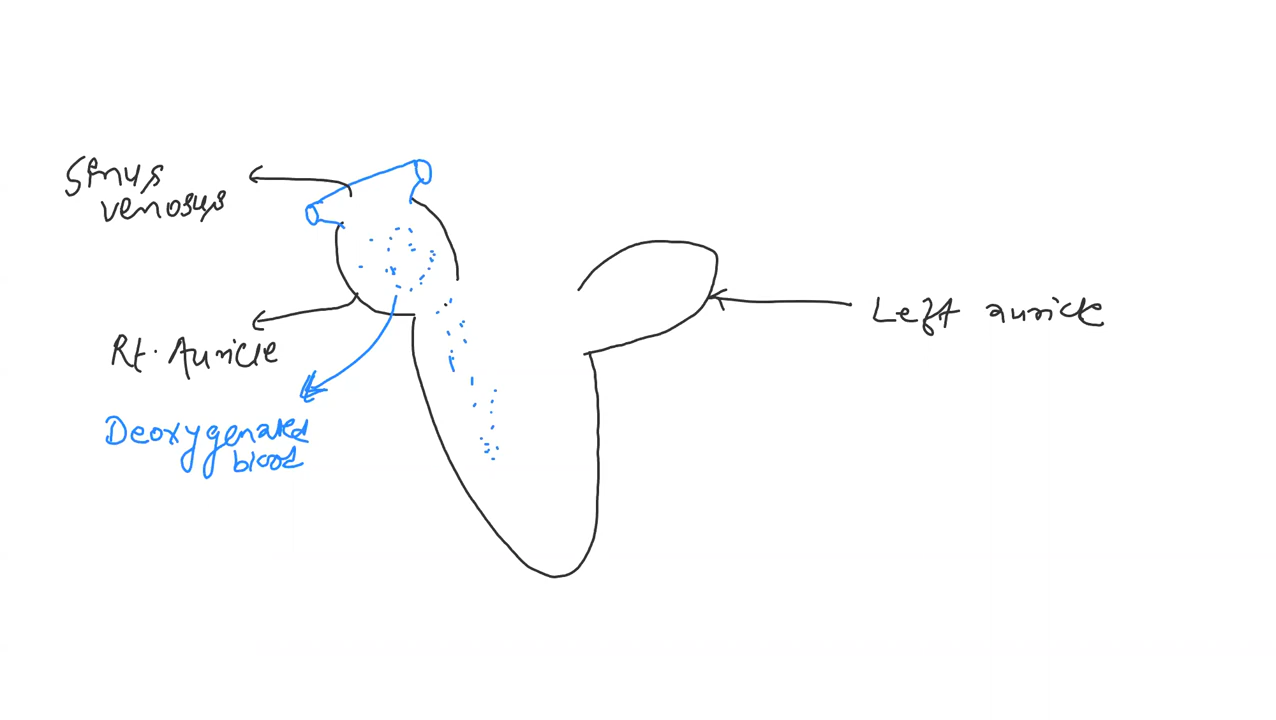 Sinus
venosus
Rt. Auricle
Deoxygenated
blood
Left auricle